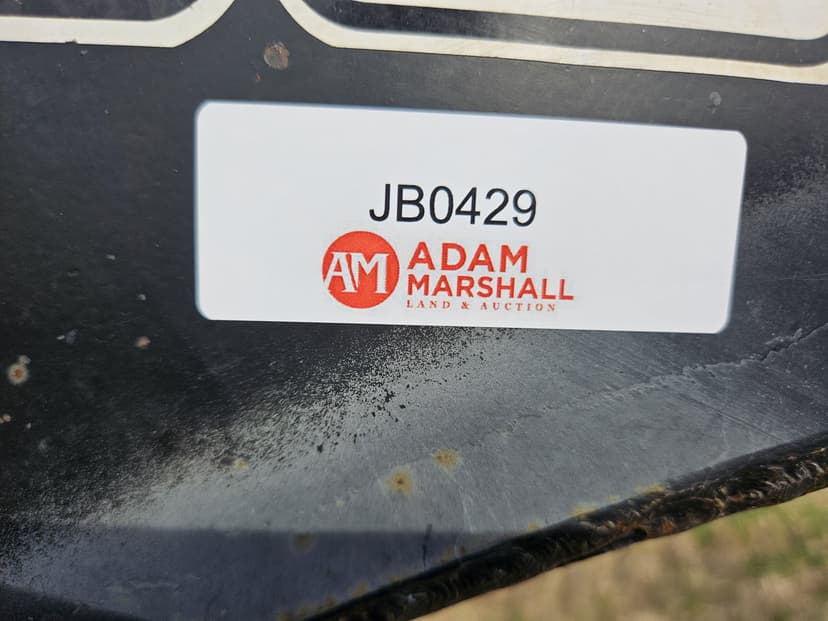 JB0429
AM
ADAM
MARSHALL
LAND & AUCTION